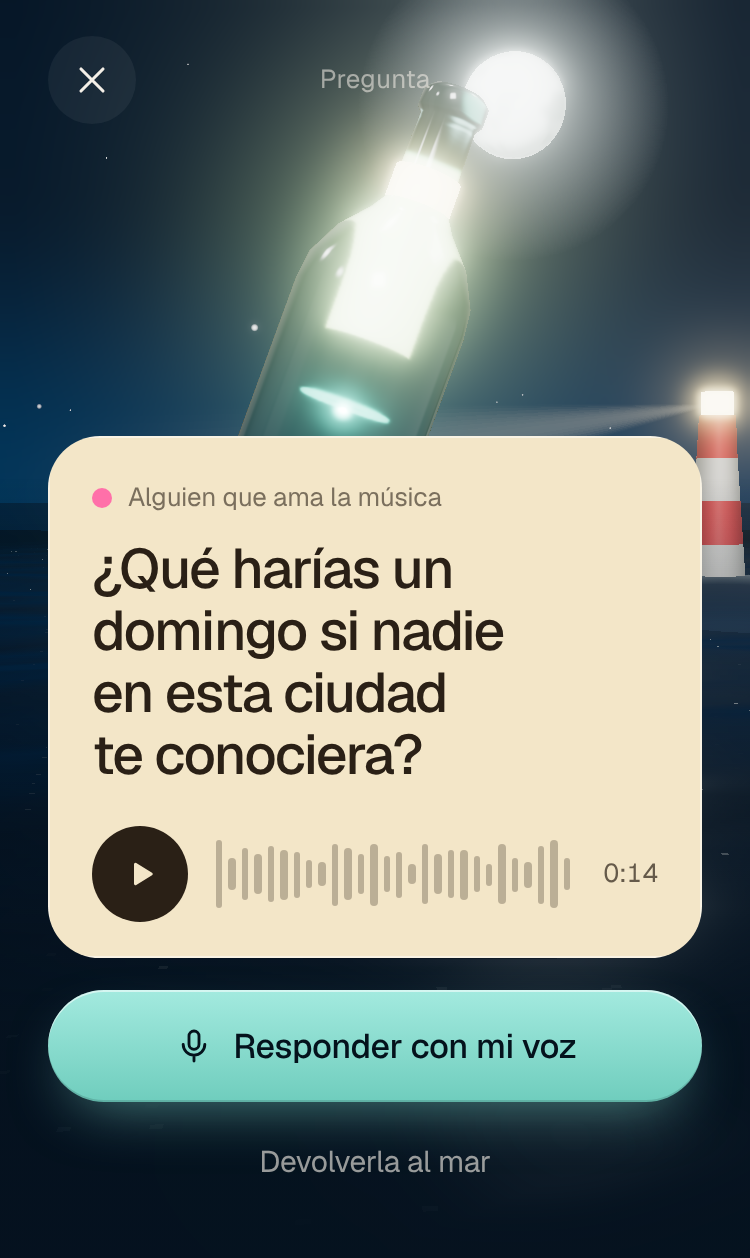 Pregunta
Alguien que ama la música
¿Qué harías un
domingo si nadie
en esta ciudad
te conociera?
0:14
Responder con mi voz
Devolverla al mar